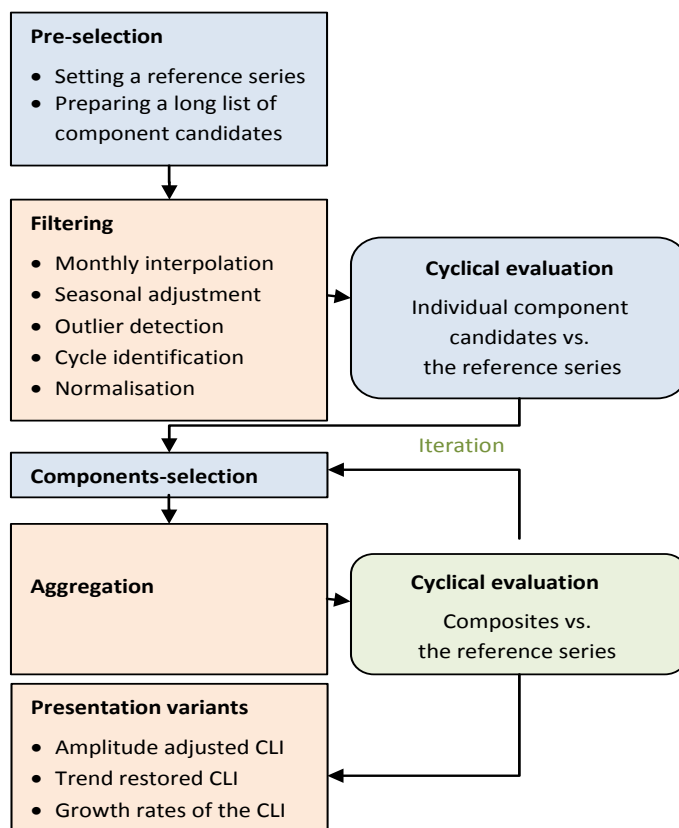 Pre-selection
• Setting a reference series
• Preparing a long list of
component candidates
Filtering
• Monthly interpolation
• Seasonal adjustment
• Outlier detection
• Cycle identification
• Normalisation
Cyclical evaluation
Individual component
candidates vs.
the reference series
Iteration
Components-selection
Aggregation
Cyclical evaluation
Composites vs.
the reference series
Presentation variants
• Amplitude adjusted CLI
• Trend restored CLI
• Growth rates of the CLI